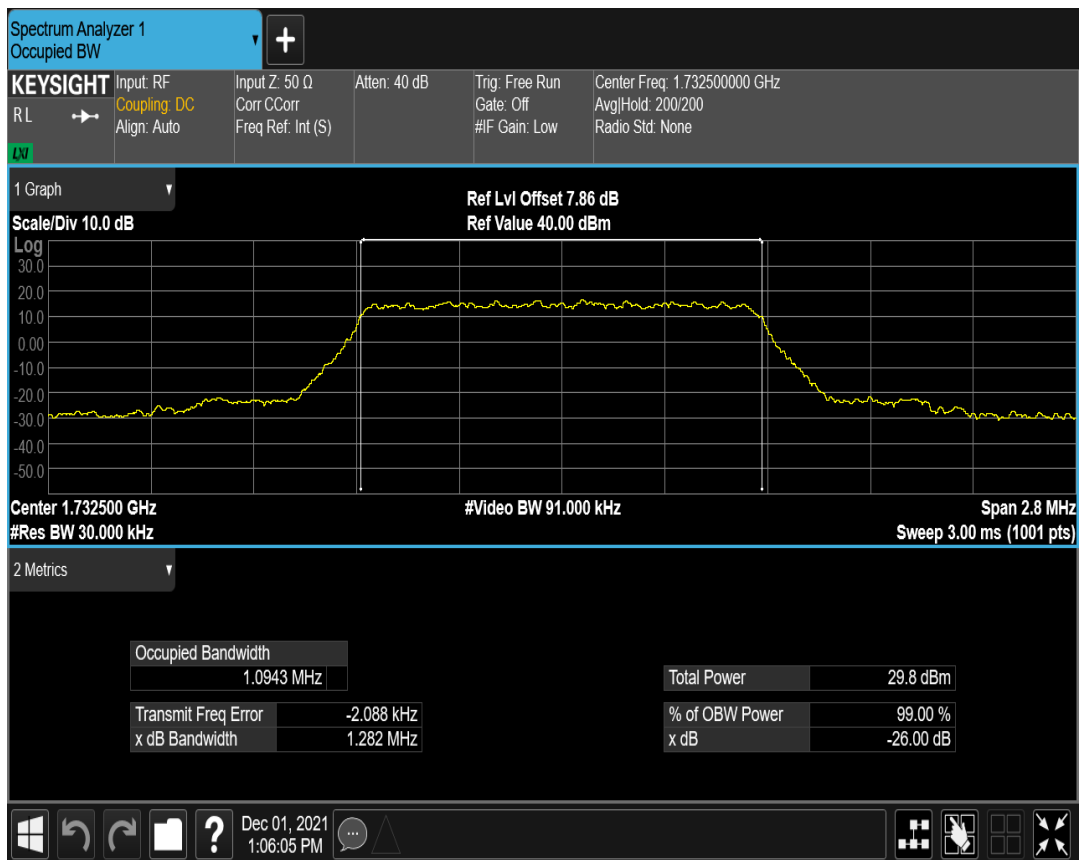 Spectrum Analyzer 1
Occupied BW
+
KEYSIGHT
RL
LXI
Input: RF
Coupling: DC
Align: Auto
Input Z: 50 Ω
Corr CCorr
Freq Ref: Int (S)
Atten: 40 dB
Trig: Free Run
Gate: Off
#IF Gain: Low
Center Freq: 1.732500000 GHz
Avg|Hold: 200/200
Radio Std: None
1 Graph
Ref Lvl Offset 7.86 dB
Scale/Div 10.0 dB
Ref Value 40.00 dBm
Log
30.0
20.0
10.0
0.00
-10.0
-20.0
-30.0
-40.0
-50.0
Center 1.732500 GHz
#Video BW 91.000 kHz
Span 2.8 MHz
#Res BW 30.000 kHz
Sweep 3.00 ms (1001 pts)
2 Metrics
Occupied Bandwidth
1.0943 MHz
Total Power 29.8 dBm
Transmit Freq Error -2.088 kHz
% of OBW Power 99.00 %
x dB Bandwidth 1.282 MHz
x dB -26.00 dB
?
Dec 01, 2021
1:06:05 PM